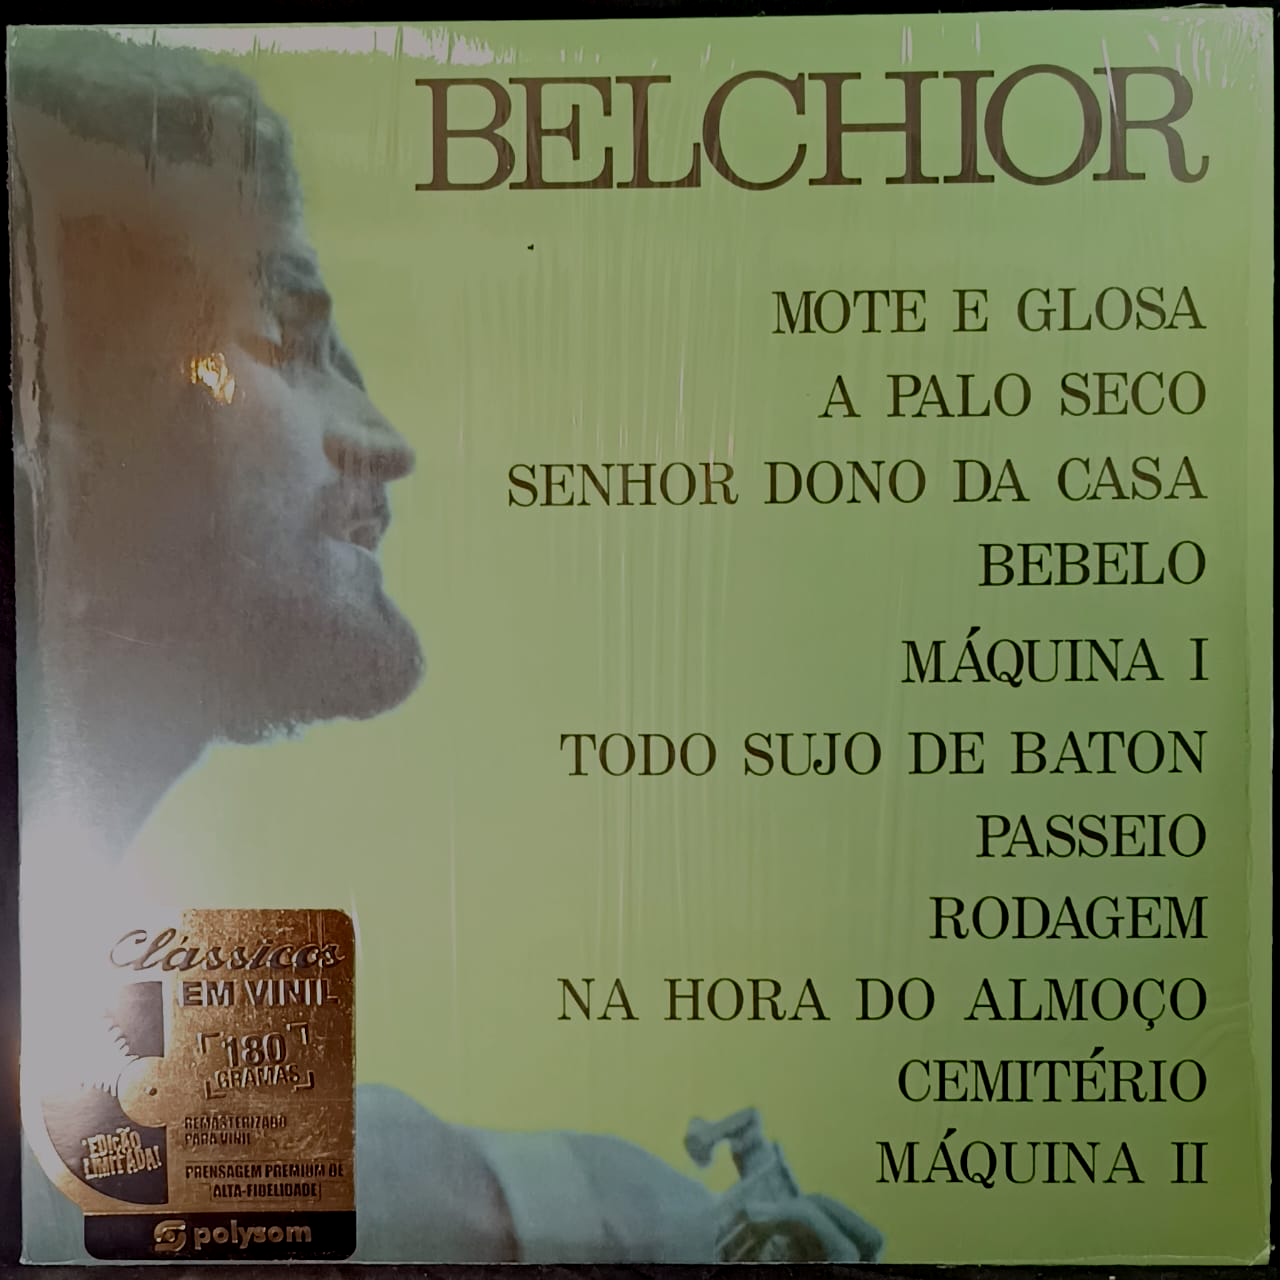 BELCHIOR
MOTE E GLOSA
A PALO SECO
SENHOR DONO DA CASA
BEBELO
MÁQUINA I
TODO SUJO DE BATON
PASSEIO
RODAGEM
NA HORA DO ALMOÇO
CEMITÉRIO
MÁQUINA II
Clássicos
EM VINIL
180
GRAMAS
REMASTERIZADO
PARA VINIL
¡EDIÇÃO
LIMITADA!
PRENSAGEM PREMIUM DE
ALTA-FIDELIDADE
polysom